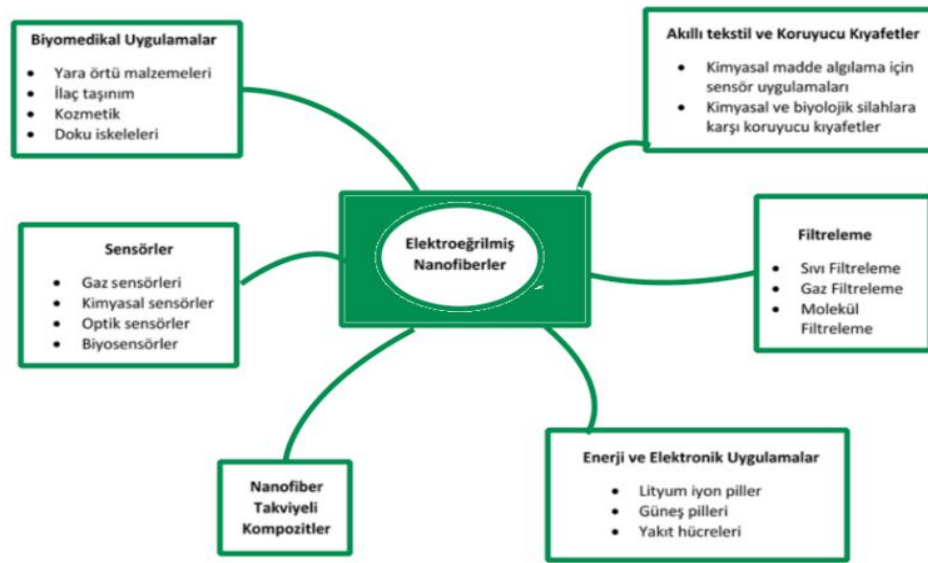 Biyomedikal Uygulamalar
• Yara örtü malzemeleri
• İlaç taşınım
• Kozmetik
• Doku iskeleleri
Akıllı tekstil ve Koruyucu Kıyafetler
• Kimyasal madde algılama için
sensör uygulamaları
• Kimyasal ve biyolojik silahlara
karşı koruyucu kıyafetler
Elektroeğrilmiş
Nanofiberler
Sensörler
• Gaz sensörleri
• Kimyasal sensörler
• Optik sensörler
• Biyosensörler
Filtreleme
• Sıvı Filtreleme
• Gaz Filtreleme
• Molekül
Filtreleme
Nanofiber
Takviyeli
Kompozitler
Enerji ve Elektronik Uygulamalar
• Lityum iyon piller
• Güneş pilleri
• Yakıt hücreleri